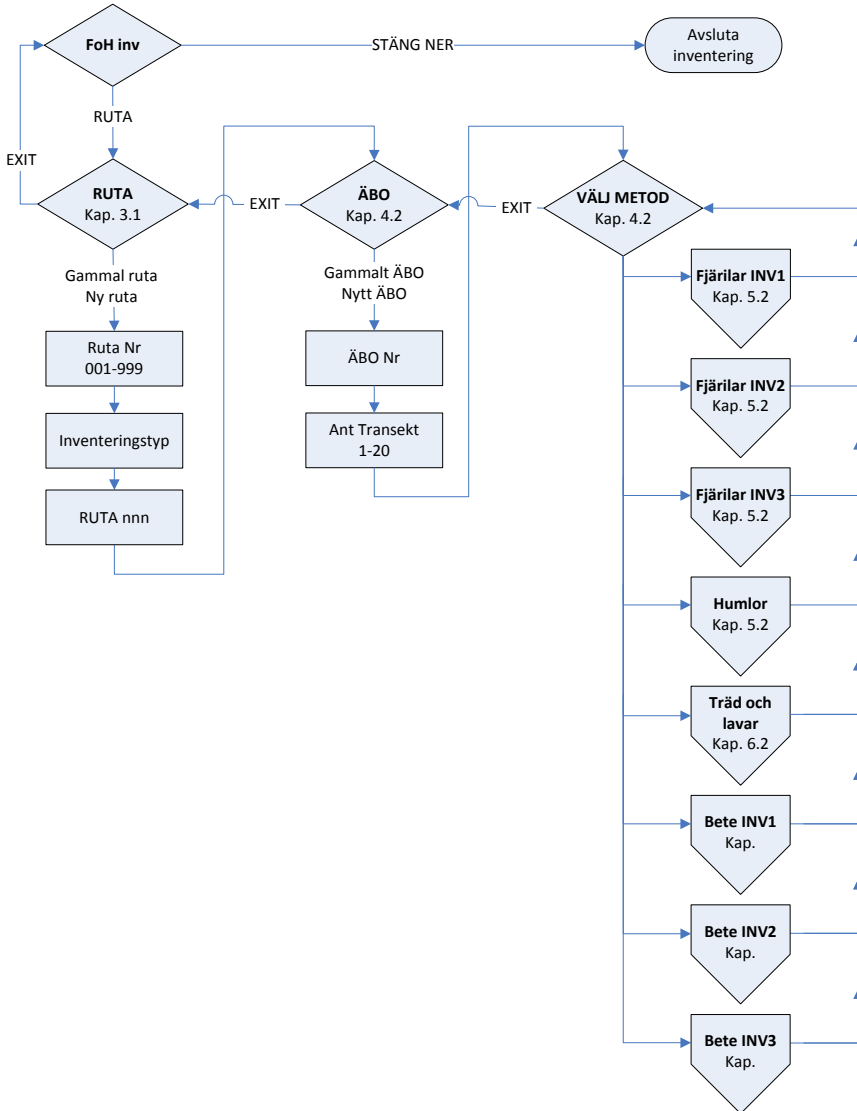 FoH inv
STÄNG NER
Avsluta
inventering
RUTA
EXIT
RUTA
Kap. 3.1
EXIT
ÄBO
Kap. 4.2
EXIT
VÄLJ METOD
Kap. 4.2
Gammal ruta
Ny ruta
Ruta Nr
001-999
Inventeringstyp
RUTA nnn
Gammalt ÄBO
Nytt ÄBO
ÄBO Nr
Ant Transekt
1-20
Fjärilar INV1
Kap. 5.2
Fjärilar INV2
Kap. 5.2
Fjärilar INV3
Kap. 5.2
Humlor
Kap. 5.2
Träd och
lavar
Kap. 6.2
Bete INV1
Kap.
Bete INV2
Kap.
Bete INV3
Kap.